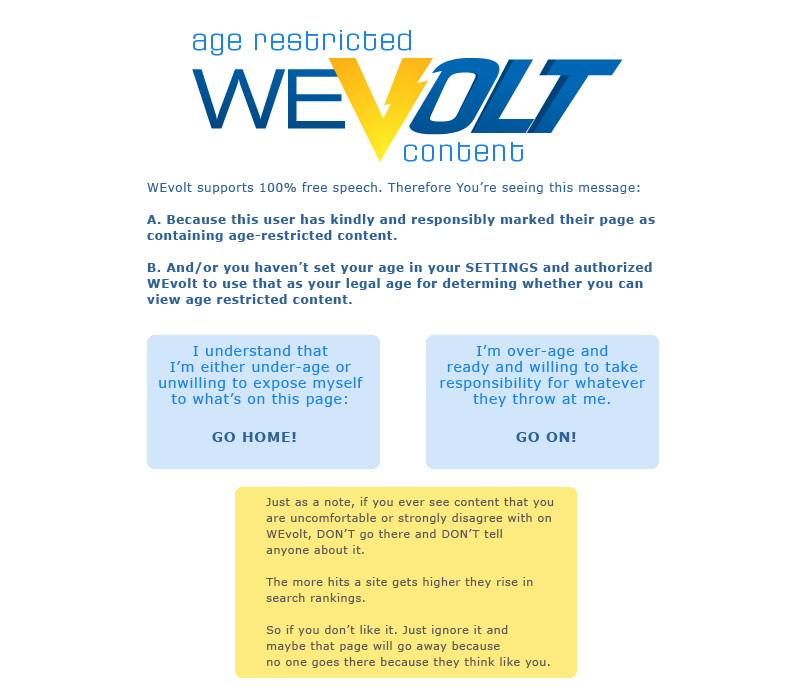 age restricted
WEVOLT
content
WEvolt supports 100% free speech. Therefore You’re seeing this message:
A. Because this user has kindly and responsibly marked their page as
containing age-restricted content.
B. And/or you haven’t set your age in your SETTINGS and authorized
WEvolt to use that as your legal age for determing whether you can
view age restricted content.
I understand that
I’m either under-age or
unwilling to expose myself
to what’s on this page:
GO HOME!
I’m over-age and
ready and willing to take
responsibility for whatever
they throw at me.
GO ON!
Just as a note, if you ever see content that you
are uncomfortable or strongly disagree with on
WEvolt, DON’T go there and DON’T tell
anyone about it.
The more hits a site gets higher they rise in
search rankings.
So if you don’t like it. Just ignore it and
maybe that page will go away because
no one goes there because they think like you.